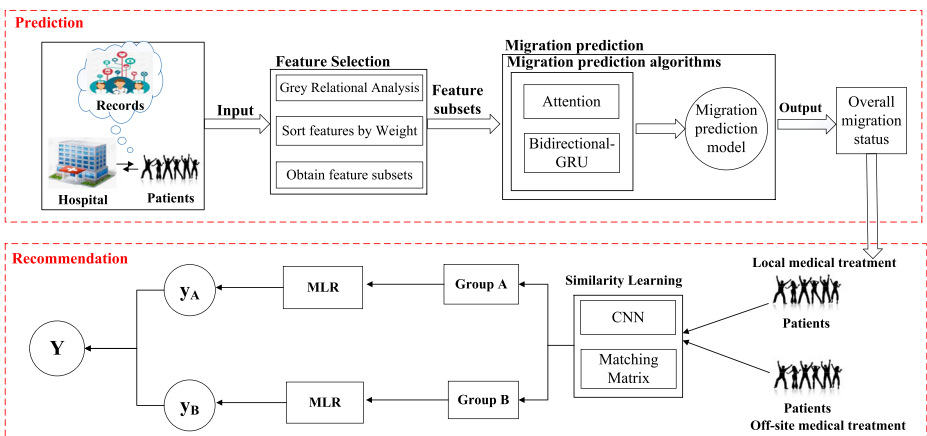 Prediction
Records
Hospital
Patients
Input
Feature Selection
Grey Relational Analysis
Sort features by Weight
Obtain feature subsets
Feature
subsets
Migration prediction
Migration prediction algorithms
Attention
Bidirectional-
GRU
Migration
prediction
model
Output
Overall
migration
status
Recommendation
Y
yA
yB
MLR
MLR
Group A
Group B
Similarity Learning
CNN
Matching
Matrix
Local medical treatment
Patients
Patients
Off-site medical treatment